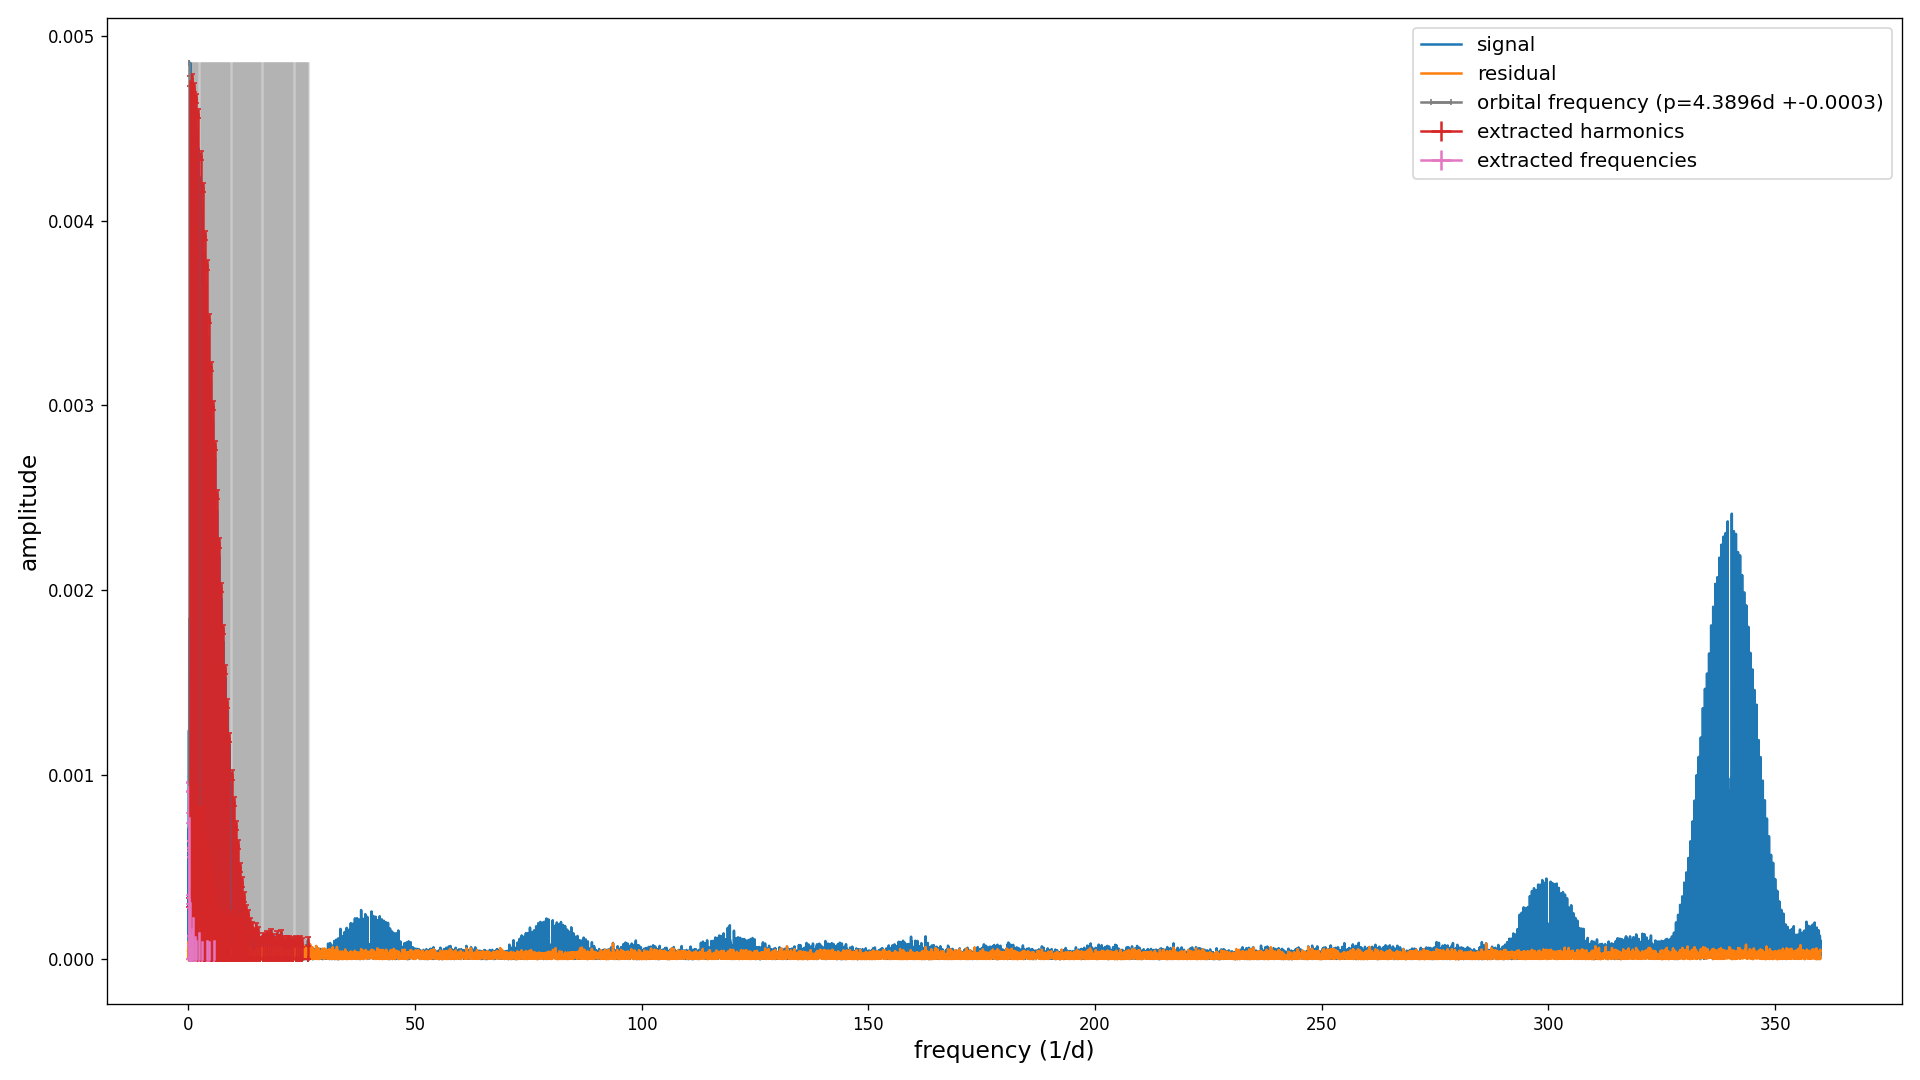 signal
residual
orbital frequency (p=4.3896d +-0.0003)
extracted harmonics
extracted frequencies
0.005
0.004
0.003
0.002
0.001
0.000
amplitude
0 50 100 150 200 250 300 350
frequency (1/d)